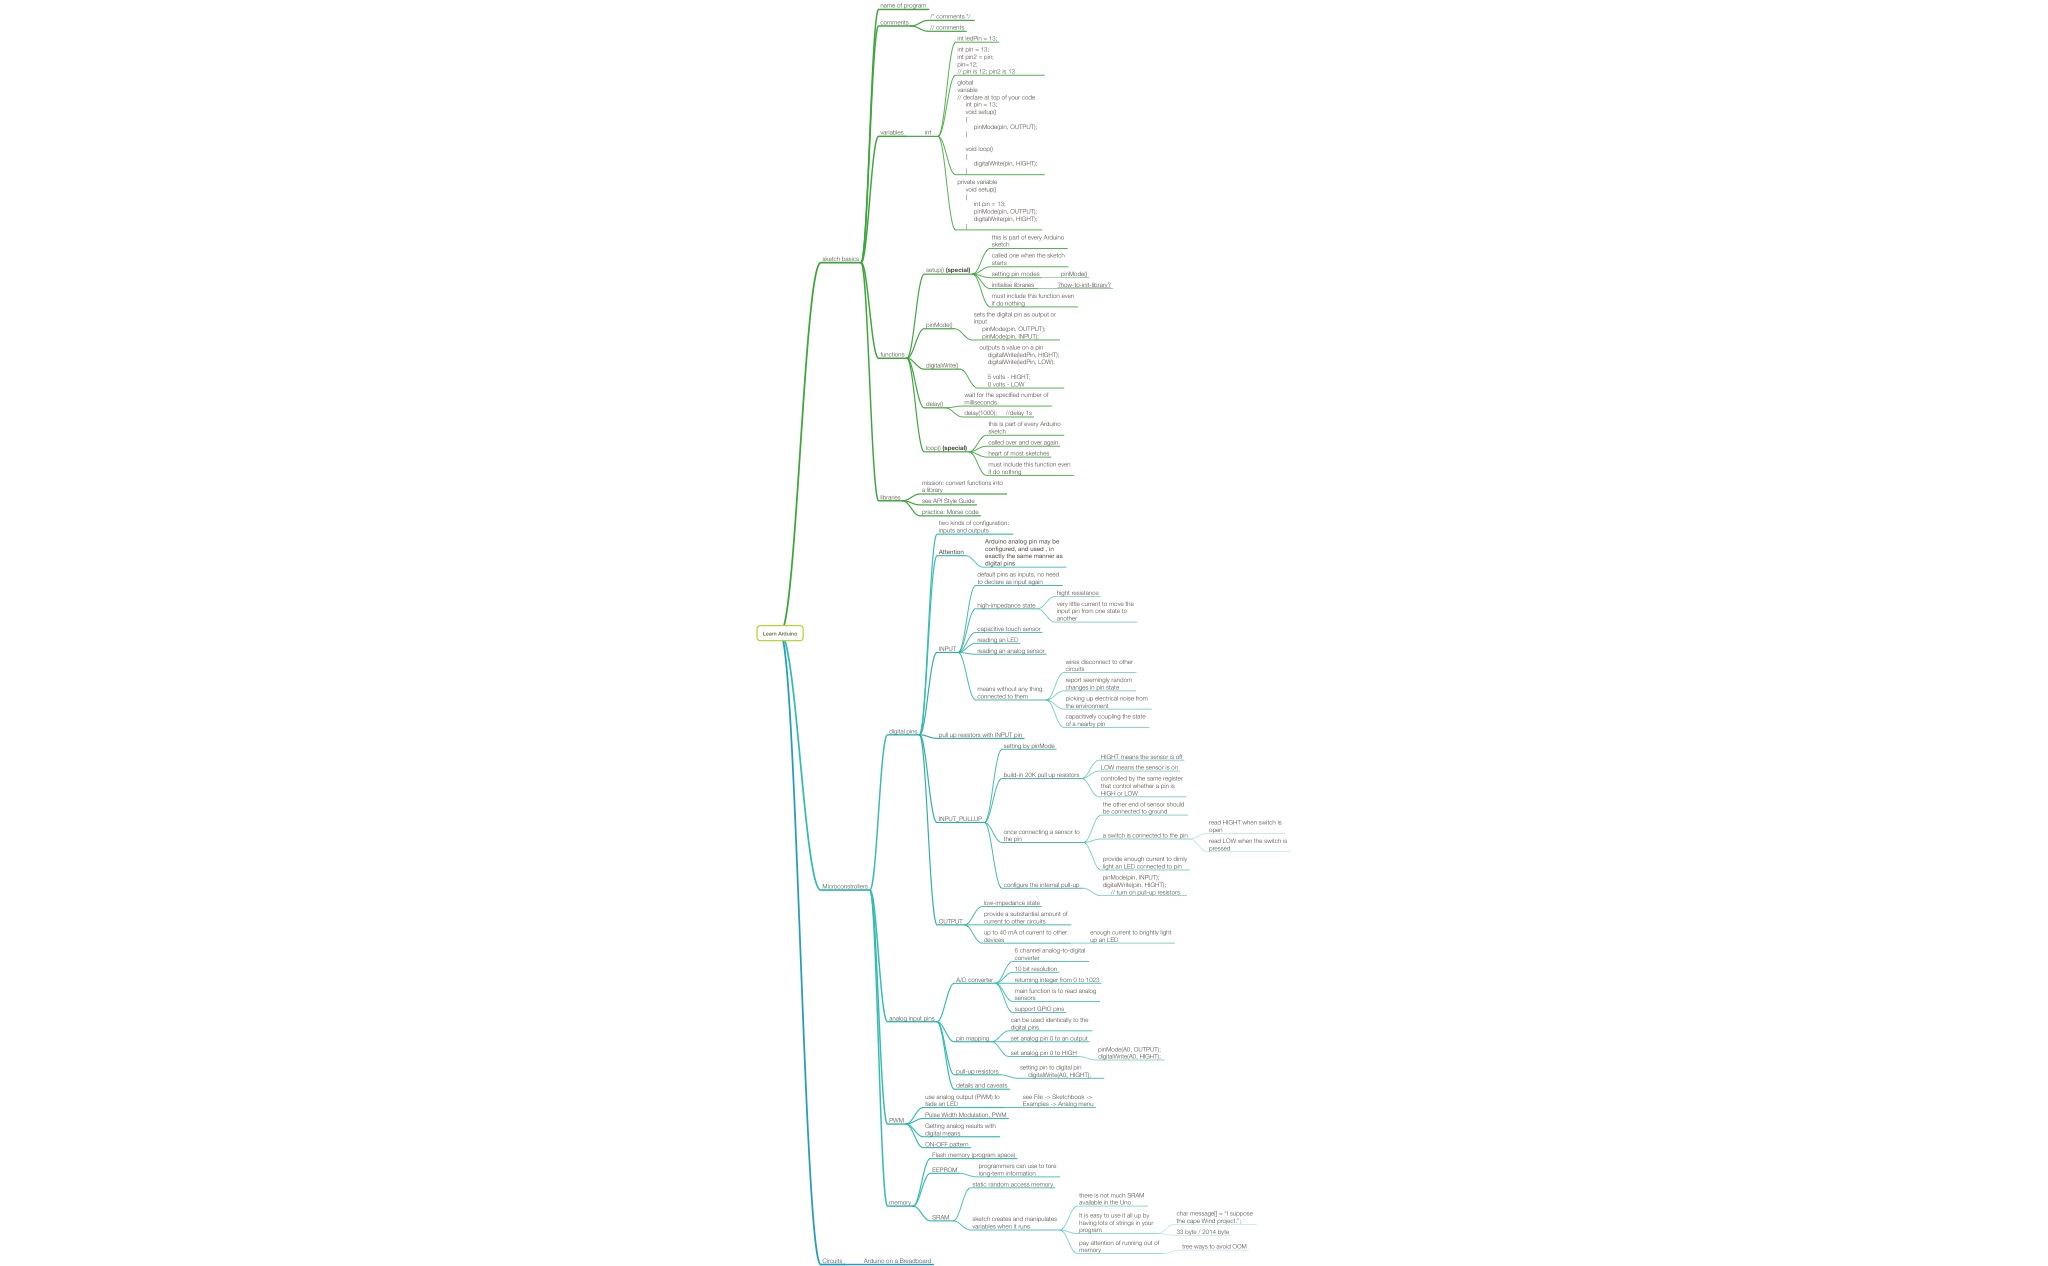 name of program
comments
/* comments */
// comments
int ledPin = 13;
int pin = 13;
int pin2 = pin;
pin=12;
// pin is 12; pin2 is 13
global
variable
// declare at top of your code
int pin = 13;
void setup()
{
pinMode(pin, OUTPUT);
}
variables
int
void loop()
{
digitalWrite(pin, HIGHT);
}
private variable
void setup()
{
int pin = 13;
pinMode(pin, OUTPUT);
digitalWrite(pin, HIGHT);
}
sketch basics
this is part of every Arduino
sketch
called one when the sketch
starts
setup() (special)
setting pin modes
pinMode()
initialise libraries
?how-to-init-library?
must include this function even
if do nothing
pinMode()
sets the digital pin as output or
input
pinMode(pin, OUTPUT);
pinMode(pin, INPUT);
functions
digitalWrite()
outputs a value on a pin
digitalWrite(ledPin, HIGHT);
digitalWrite(ledPin, LOW);
5 volts - HIGHT;
0 volts - LOW
delay()
wait for the specified number of
milliseconds
delay(1000); //delay 1s
this is part of every Arduino
sketch
called over and over again
loop() (special)
heart of most sketches
must include this function even
if do nothing
libraries
mission: convert functions into
a library
see API Style Guide
practice: Morse code
Learn Arduino
two kinds of configuration:
inputs and outputs
Attention
Arduino analog pin may be
configured, and used , in
exactly the same manner as
digital pins
default pins as inputs, no need
to declare as input again
high-impedance state
hight resistance
very little current to move the
input pin from one state to
another
capacitive touch sensor
reading an LED
INPUT
reading an analog sensor
means without any thing
connected to them
wires disconnect to other
circuits
report seemingly random
changes in pin state
picking up electrical noise from
the environment
capacitively coupling the state
of a nearby pin
digital pins
pull up resistors with INPUT pin
setting by pinMode
build-in 20K pull up resistors
HIGHT means the sensor is off
LOW means the sensor is on
controlled by the same register
that control whether a pin is
HIGH or LOW
INPUT_PULLUP
once connecting a sensor to
the pin
the other end of sensor should
be connected to ground
a switch is connected to the pin
read HIGHT when switch is
open
read LOW when the switch is
pressed
provide enough current to dimly
light an LED connected to pin
configure the internal pull-up
pinMode(pin, INPUT);
digitalWrite(pin, HIGHT);
// turn on pull-up resistors
Microconstrollers
OUTPUT
low-impedance state
provide a substantial amount of
current to other circuits
up to 40 mA of current to other
devices
enough current to brightly light
up an LED
A/D converter
6 channel analog-to-digital
converter
10 bit resolution
returning integer from 0 to 1023
main function is to read analog
sensors
support GPIO pins
analog input pins
pin mapping
can be used identically to the
digital pins
set analog pin 0 to an output
set analog pin 0 to HIGH
pinMode(A0, OUTPUT);
digitalWrite(A0, HIGHT);
pull-up resistors
setting pin to digital pin
digitalWrite(A0, HIGHT);
details and caveats
PWM
use analog output (PWM) to
fade an LED
see File -> Sketchbook ->
Examples -> Analog menu
Pulse Width Modulation, PWM
Getting analog results with
digital means
ON-OFF pattern
memory
Flash memory (program space)
EEPROM
programmers can use to tore
long-term information
SRAM
static random access memory
sketch creates and manipulates
variables when it runs
there is not much SRAM
available in the Uno
It is easy to use it all up by
having lots of strings in your
program
char message[] = "I suppose
the cape Wind project.";
33 byte / 2014 byte
pay attention of running out of
memory
tree ways to avoid OOM
Circuits
Arduino on a Breadboard